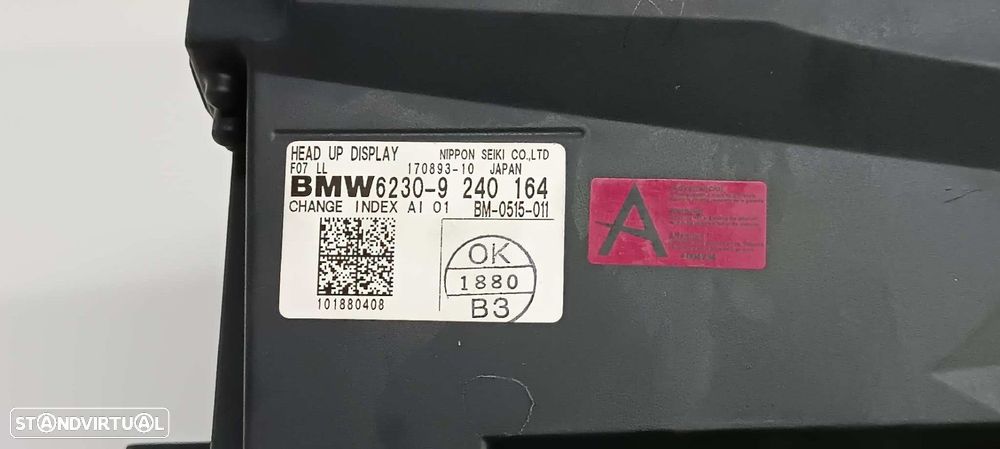 HEAD UP DISPLAY NIPPON SEIKI CO.,LTD
F07 LL 170893-10 JAPAN
BMW6230-9 240 164
CHANGE INDEX AI 01 BM-0515-011
OK
1880
B3
101880408
A
STANDVIRTUAL